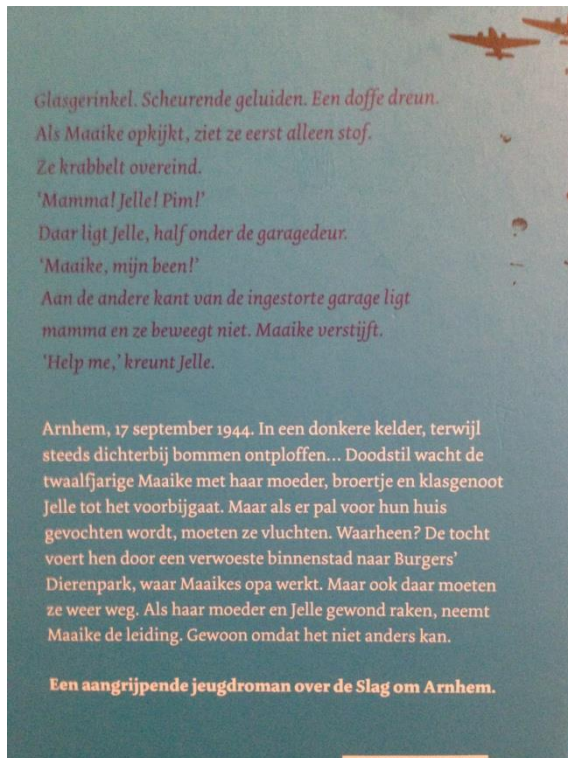 Glasgerinkel. Scheurende geluiden. Een doffe dreun.
Als Maaike opkijkt, ziet ze eerst alleen stof.
Ze krabbelt overeind.
‘Mamma! Jelle! Pim!’
Daar ligt Jelle, half onder de garagedeur.
‘Maaike, mijn been!’
Aan de andere kant van de ingestorte garage ligt
mamma en ze beweegt niet. Maaike verstijft.
‘Help me,’ kreunt Jelle.
Arnhem, 17 september 1944. In een donkere kelder, terwijl
steeds dichterbij bommen ontploffen... Doodstil wacht de
twaalfjarige Maaike met haar moeder, broertje en klasgenoot
Jelle tot het voorbijgaat. Maar als er pal voor hun huis
gevochten wordt, moeten ze vluchten. Waarheen? De tocht
voert hen door een verwoeste binnenstad naar Burgers’
Dierenpark, waar Maaikes opa werkt. Maar ook daar moeten
ze weer weg. Als haar moeder en Jelle gewond raken, neemt
Maaike de leiding. Gewoon omdat het niet anders kan.
Een aangrijpende jeugdroman over de Slag om Arnhem.